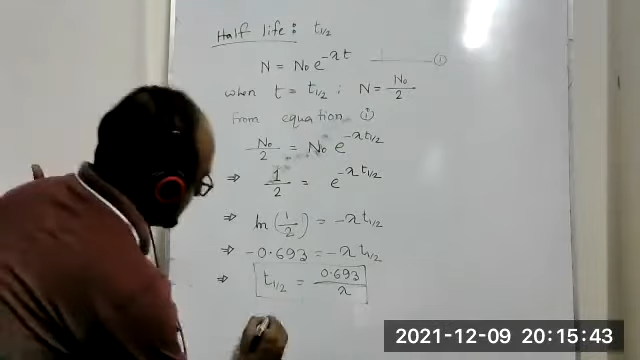 Half life: t1/2
N = N₀ e^-λt ——— ①
when t = t1/2 ; N = N₀/2
From equation ①
N₀/2 = N₀ e^-λt1/2
⇒ 1/2 = e^-λt1/2
⇒ ln(1/2) = -λt1/2
⇒ -0.693 = -λt1/2
⇒ t1/2 = 0.693/λ
2021-12-09 20:15:43